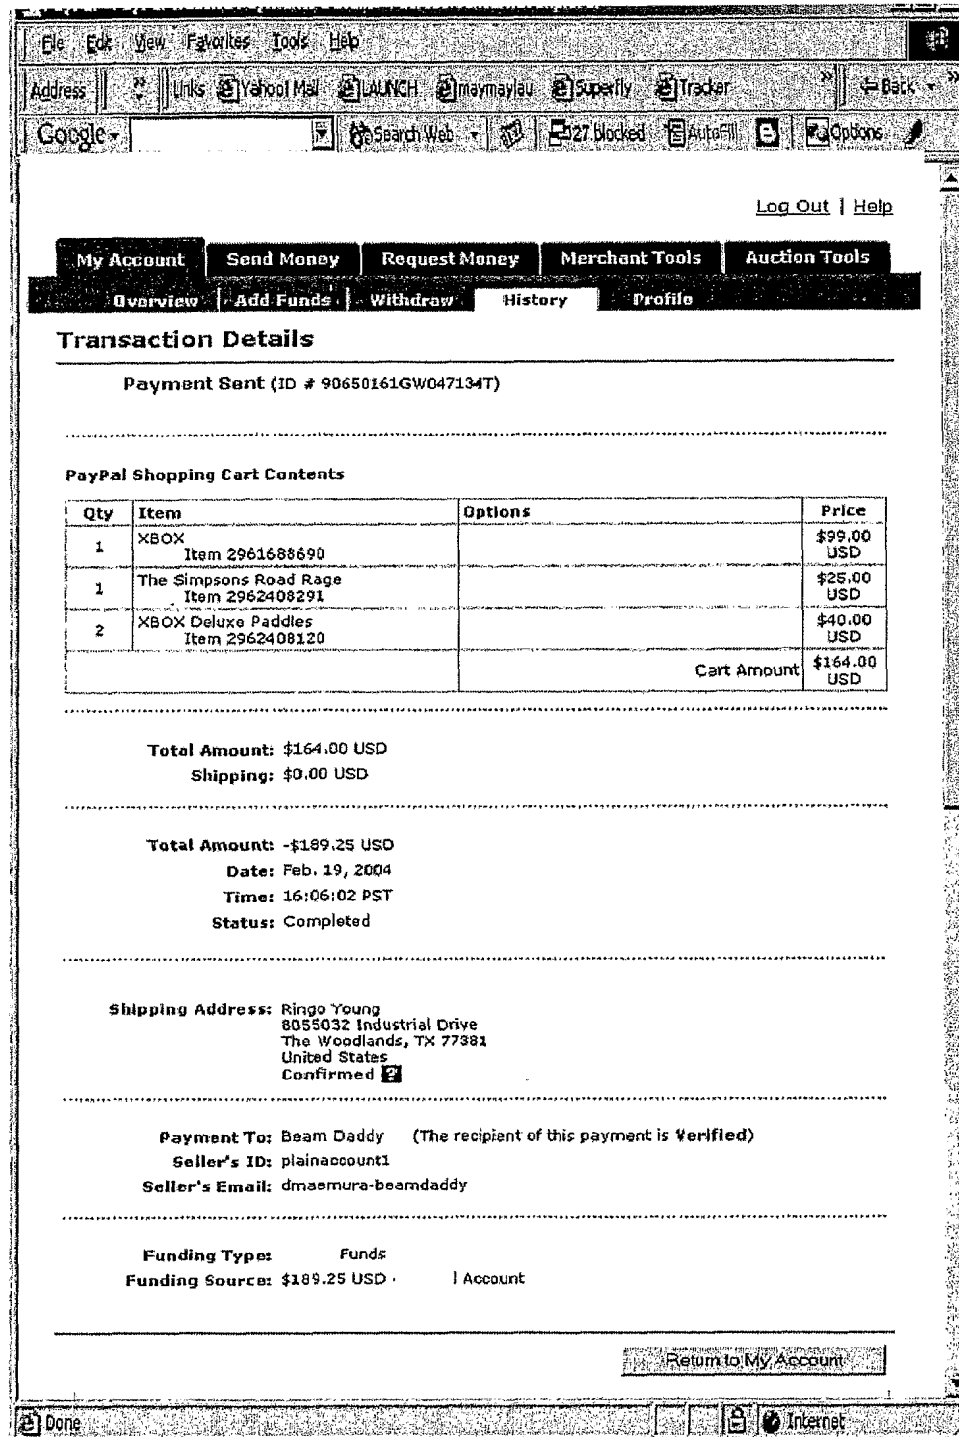 File Edit View Favorites Tools Help
Address Links Yahoo! Mail LAUNCH maymaylau Superfly Tracker Back
Google Search Web 27 blocked AutoFill Options
Log Out | Help
My Account Send Money Request Money Merchant Tools Auction Tools
Overview Add Funds Withdraw History Profile
Transaction Details
Payment Sent (ID # 90650161GW047134T)
PayPal Shopping Cart Contents
Qty Item Options Price
1 XBOX $99.00
Item 2961688690 USD
1 The Simpsons Road Rage $25.00
Item 2962408291 USD
2 XBOX Deluxe Paddles $40.00
Item 2962408120 USD
Cart Amount $164.00
USD
Total Amount: $164.00 USD
Shipping: $0.00 USD
Total Amount: -$189.25 USD
Date: Feb. 19, 2004
Time: 16:06:02 PST
Status: Completed
Shipping Address: Ringo Young
8055032 Industrial Drive
The Woodlands, TX 77381
United States
Confirmed ?
Payment To: Beam Daddy (The recipient of this payment is Verified)
Seller's ID: plainaccount1
Seller's Email: dmaemura-beamdaddy
Funding Type: Funds
Funding Source: $189.25 USD - Account
Return to My Account
Done Internet